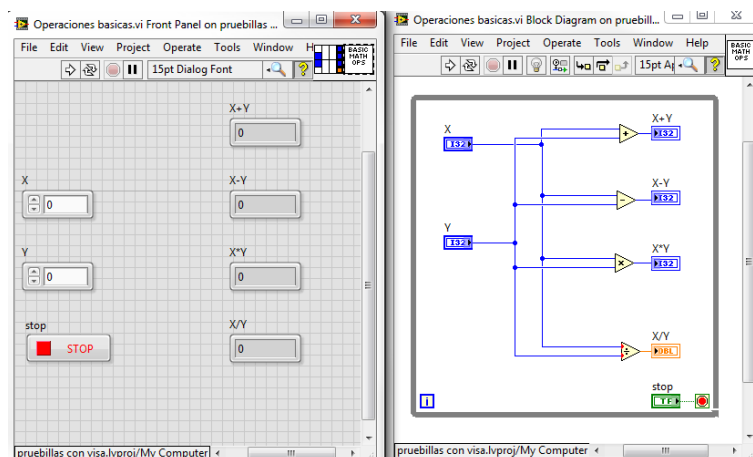 Operaciones basicas.vi Front Panel on pruebillas ...
File Edit View Project Operate Tools Window H
15pt Dialog Font
BASIC
MATH
OPS
X+Y
0
X
0
X-Y
0
Y
0
X*Y
0
stop
STOP
X/Y
0
pruebillas con visa.lvproj/My Computer
Operaciones basicas.vi Block Diagram on pruebill...
File Edit View Project Operate Tools Window Help
15pt Ap
BASIC
MATH
OPS
X
I32
X+Y
I32
X-Y
I32
Y
I32
X*Y
I32
X/Y
DBL
stop
TF
i
pruebillas con visa.lvproj/My Computer